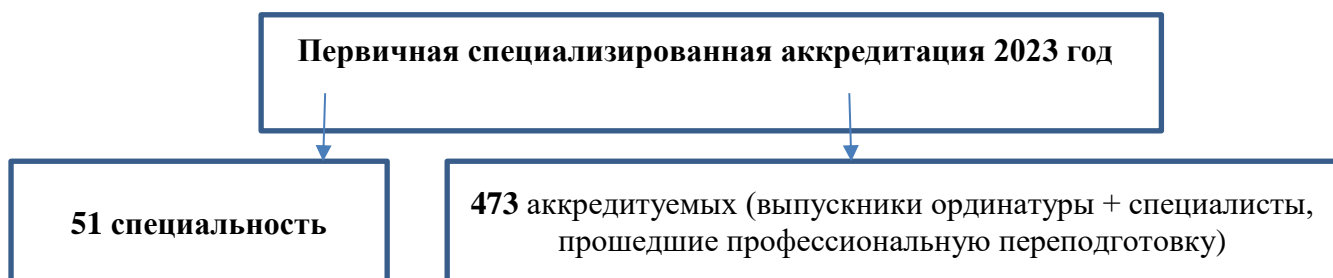 Первичная специализированная аккредитация 2023 год
51 специальность
473 аккредитуемых (выпускники ординатуры + специалисты,
прошедшие профессиональную переподготовку)